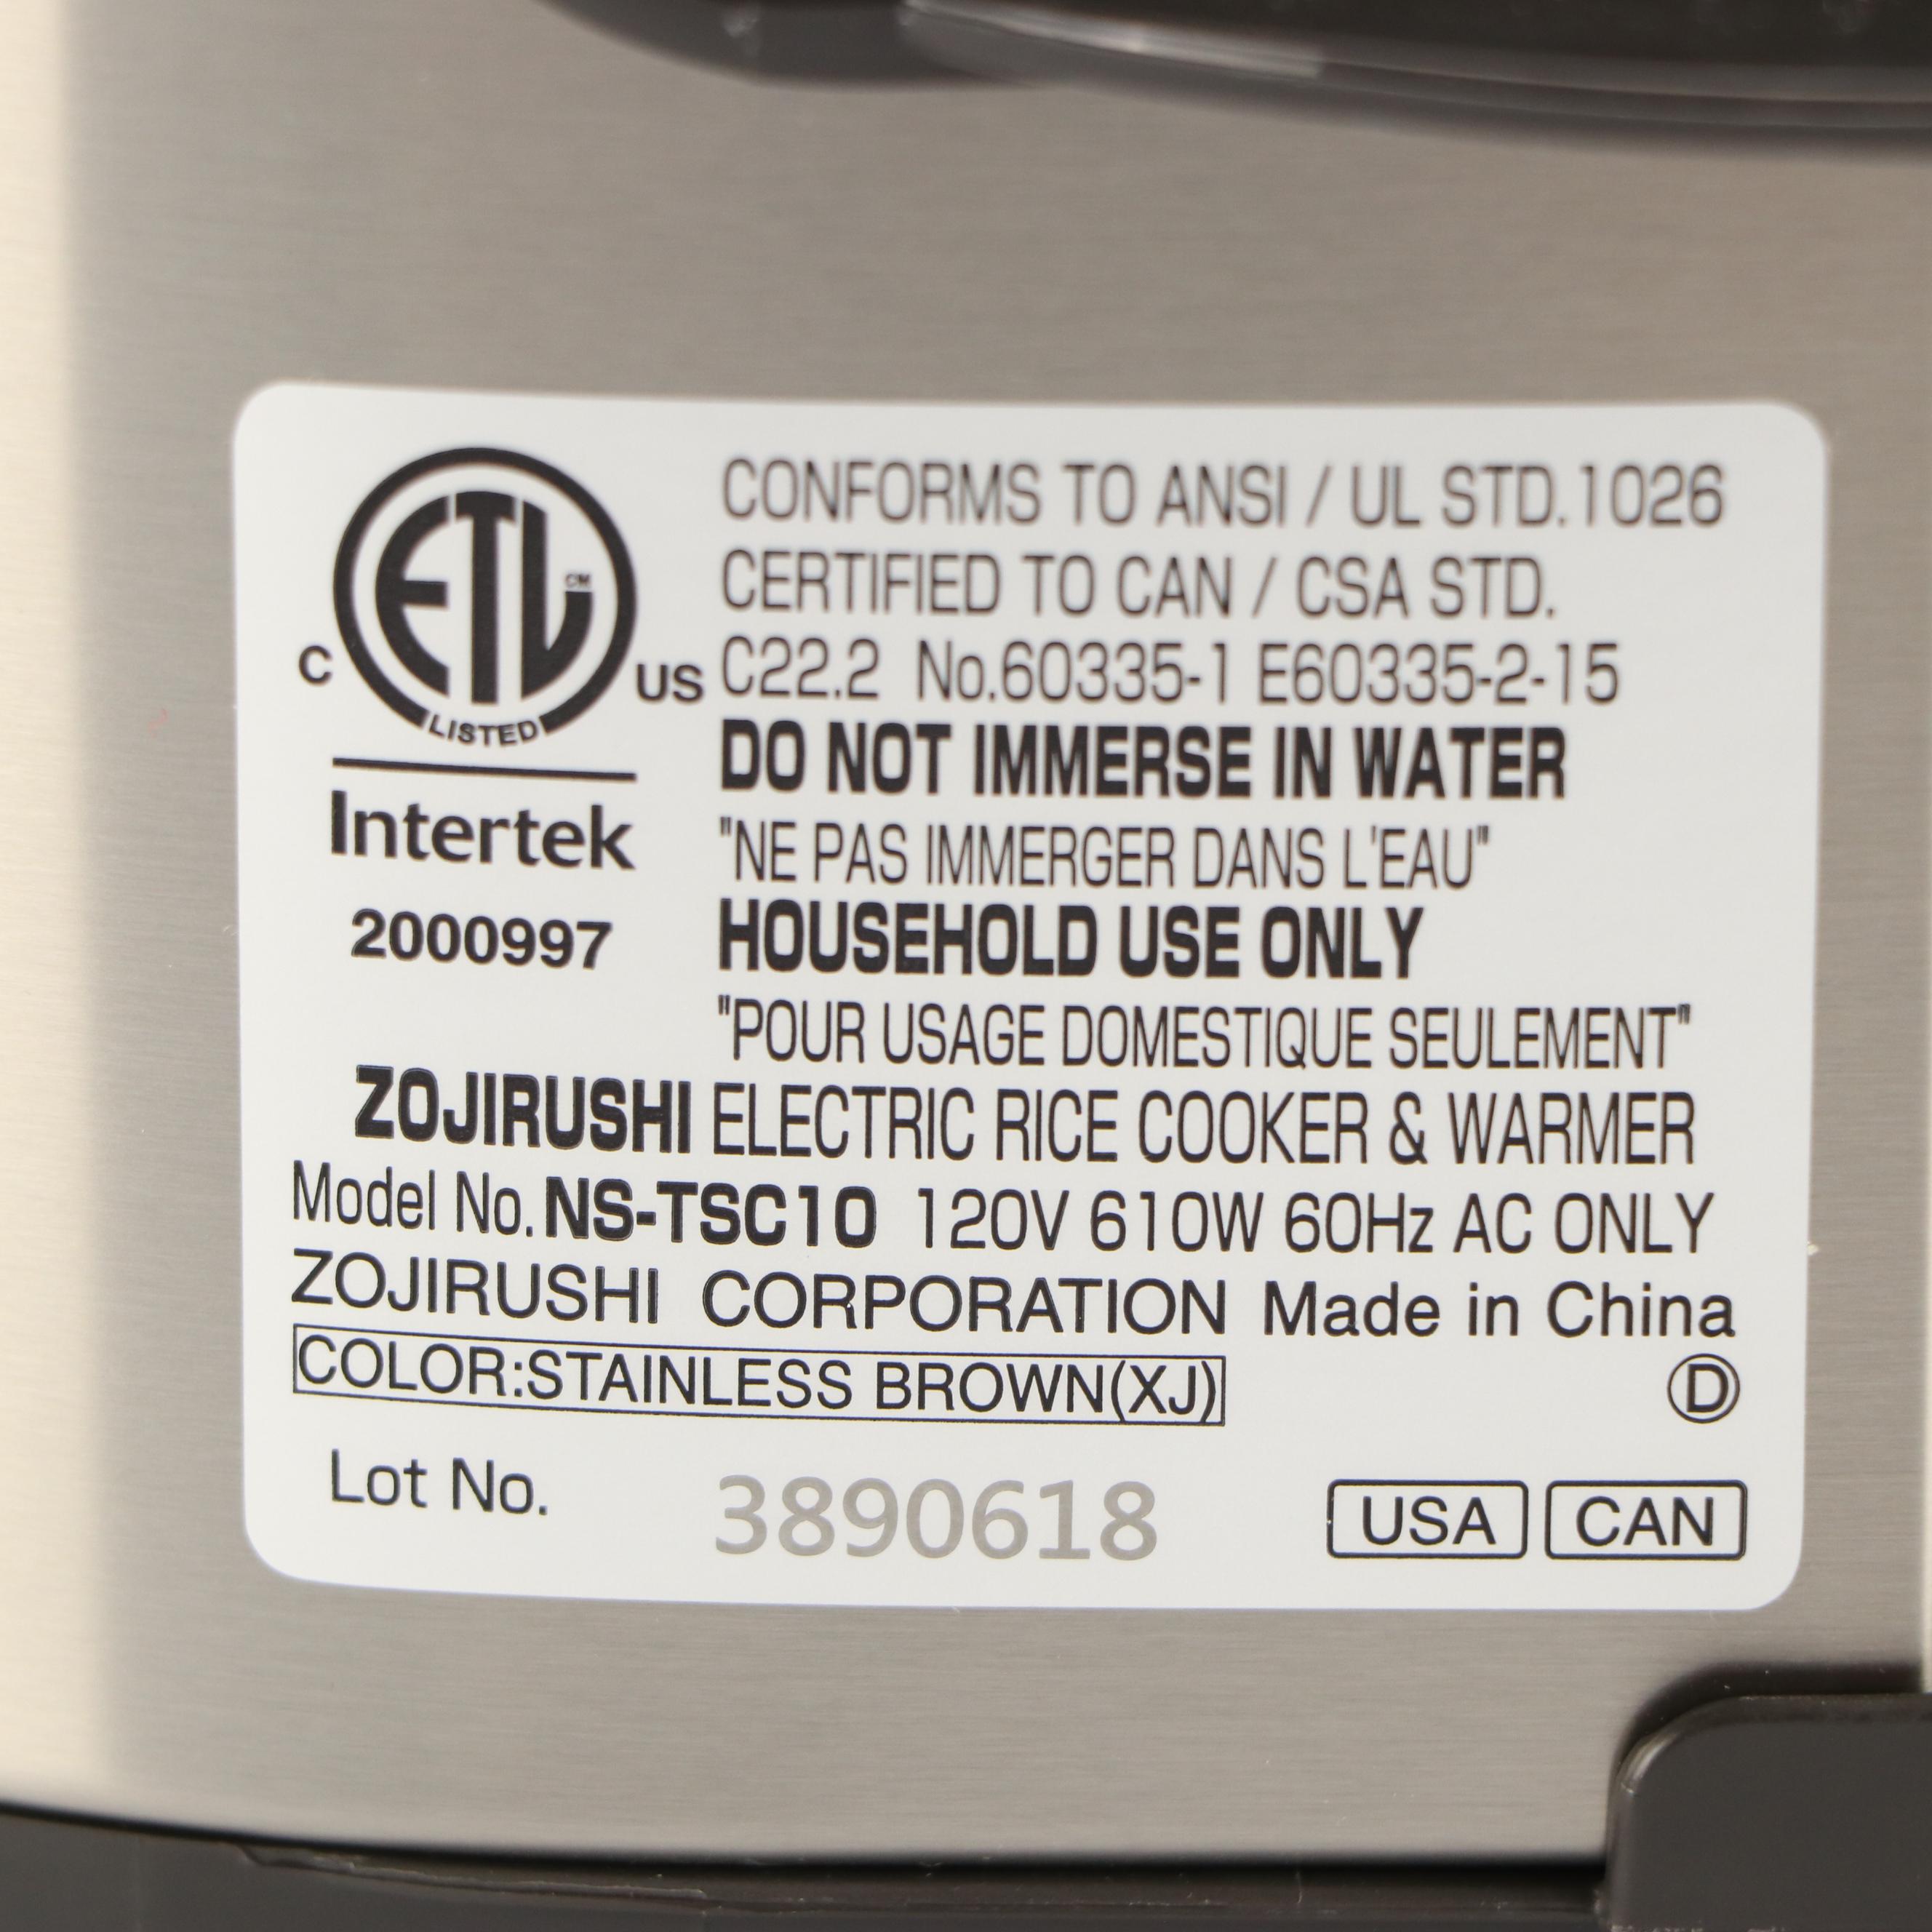 ETL CM
C US
LISTED
Intertek
2000997
CONFORMS TO ANSI / UL STD.1026
CERTIFIED TO CAN / CSA STD.
C22.2 No.60335-1 E60335-2-15
DO NOT IMMERSE IN WATER
"NE PAS IMMERGER DANS L'EAU"
HOUSEHOLD USE ONLY
"POUR USAGE DOMESTIQUE SEULEMENT"
ZOJIRUSHI ELECTRIC RICE COOKER & WARMER
Model No.NS-TSC10 120V 610W 60Hz AC ONLY
ZOJIRUSHI CORPORATION Made in China
COLOR:STAINLESS BROWN(XJ) Ⓓ
Lot No. 3890618 USA CAN